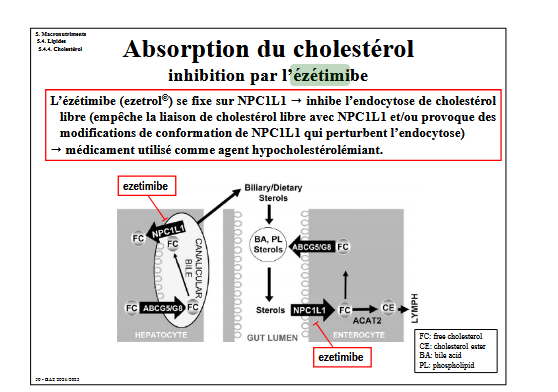 5. Macronutriments
5.4. Lipides
5.4.4. Cholestérol
Absorption du cholestérol
inhibition par l'ézétimibe
L'ézétimibe (ezetrol®) se fixe sur NPC1L1 → inhibe l'endocytose de cholestérol
libre (empêche la liaison de cholestérol libre avec NPC1L1 et/ou provoque des
modifications de conformation de NPC1L1 qui perturbent l'endocytose)
→ médicament utilisé comme agent hypocholestérolémiant.
ezetimibe
Biliary/Dietary
Sterols
NPC1L1
FC
FC
CANALICULAR
BILE
BA, PL
Sterols
ABCG5/G8
FC
FC
ABCG5/G8
FC
Sterols
NPC1L1
FC
ACAT2
CE
LYMPH
HEPATOCYTE
GUT LUMEN
ENTEROCYTE
ezetimibe
FC: free cholesterol
CE: cholesterol ester
BA: bile acid
PL: phospholipid